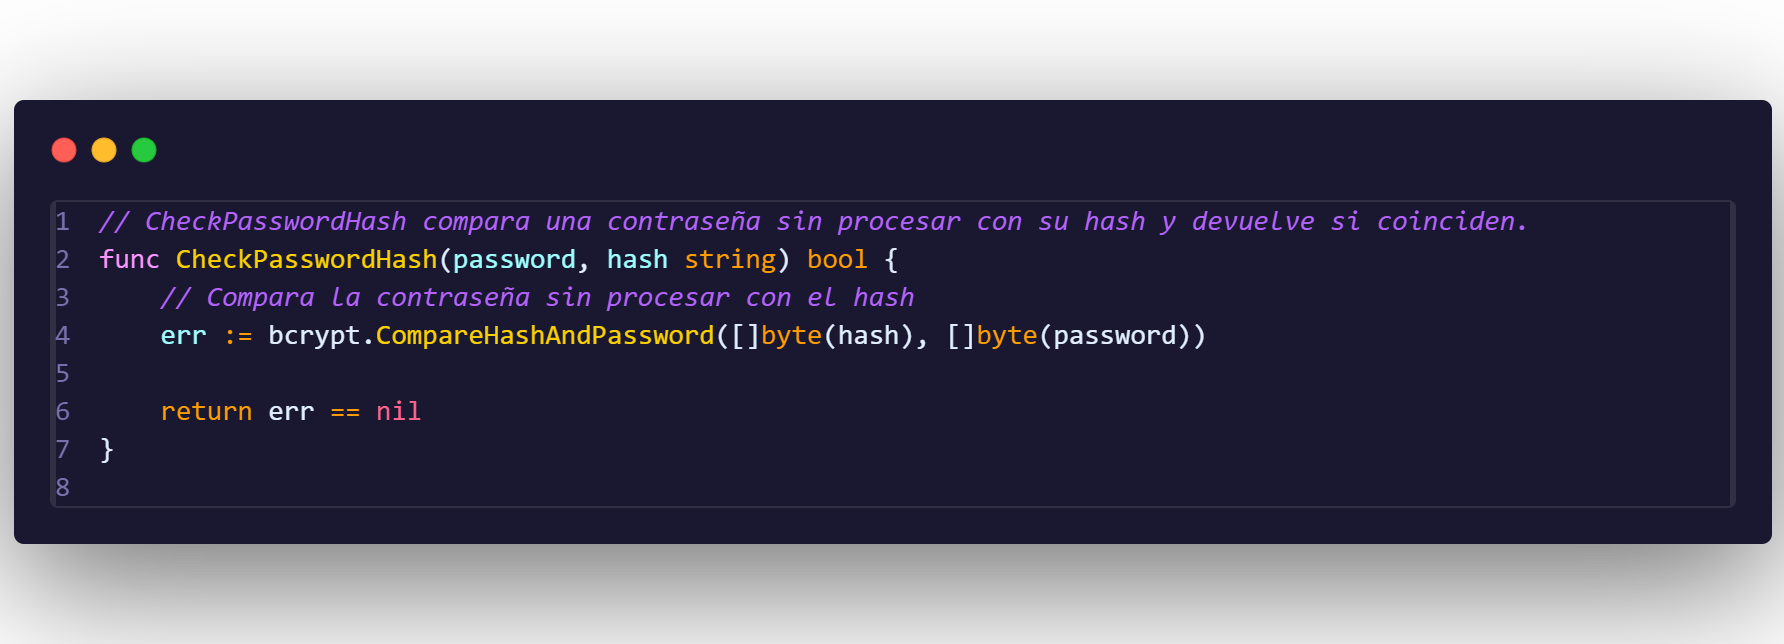 1 // CheckPasswordHash compara una contraseña sin procesar con su hash y devuelve si coinciden.
2 func CheckPasswordHash(password, hash string) bool {
3     // Compara la contraseña sin procesar con el hash
4     err := bcrypt.CompareHashAndPassword([]byte(hash), []byte(password))
5
6     return err == nil
7 }
8